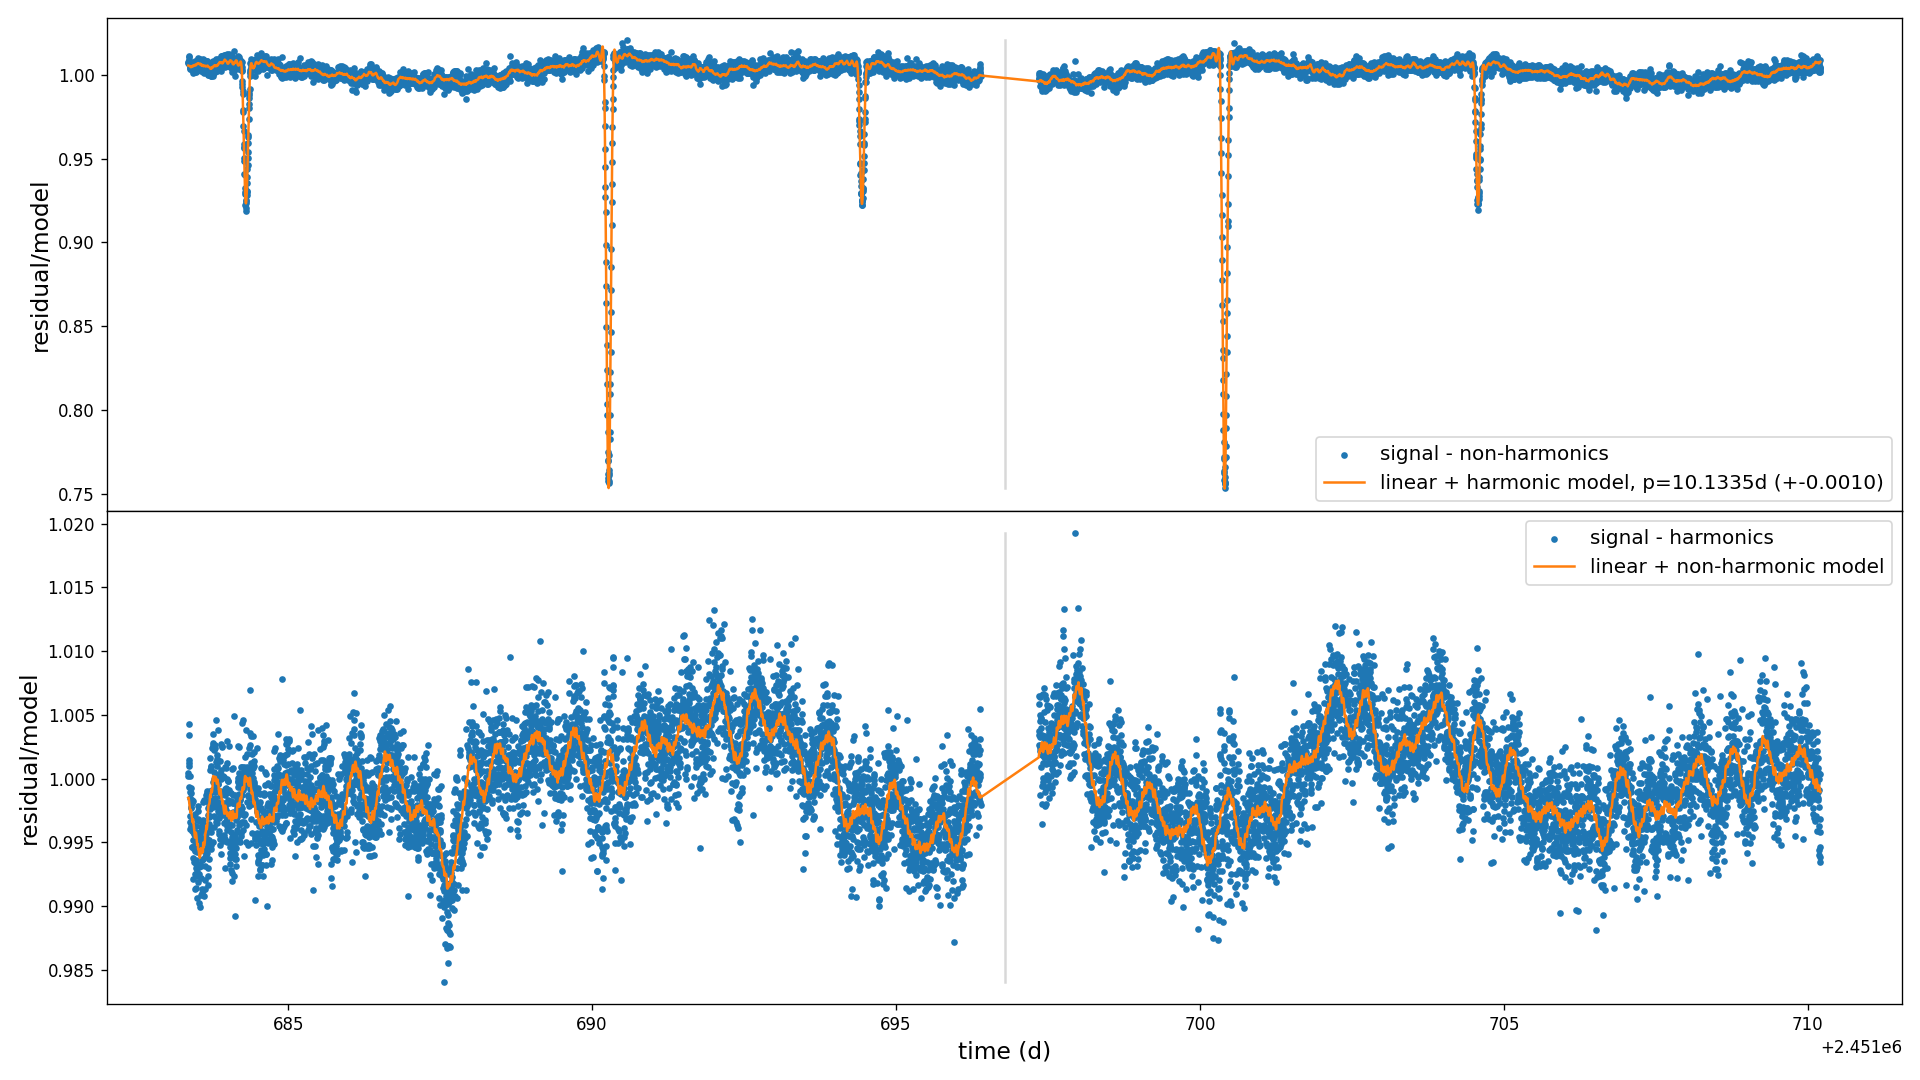 residual/model
1.00
0.95
0.90
0.85
0.80
0.75
signal - non-harmonics
linear + harmonic model, p=10.1335d (+-0.0010)
residual/model
1.020
1.015
1.010
1.005
1.000
0.995
0.990
0.985
signal - harmonics
linear + non-harmonic model
685 690 695 700 705 710
time (d)
+2.451e6